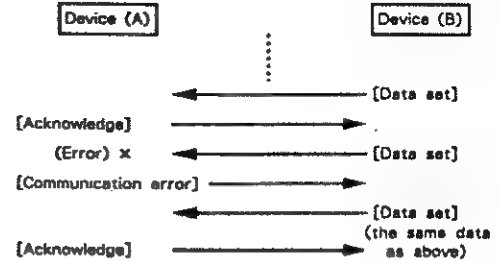 Device (A) Device (B)
[Data set]
[Acknowledge]
(Error) × [Data set]
[Communication error]
[Data set]
(the same data
[Acknowledge] as above)